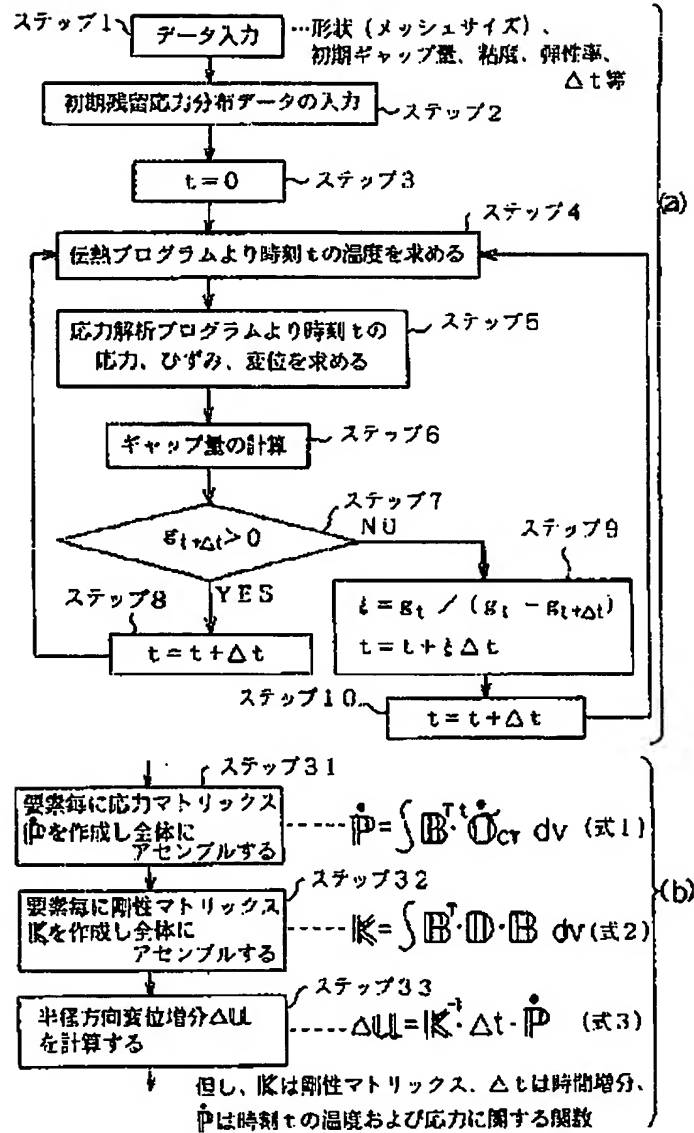 ステップ1
データ入力
…形状（メッシュサイズ）、
初期ギャップ量、粘度、弾性率、
Δt等
初期残留応力分布データの入力
ステップ2
t=0
ステップ3
(a)
ステップ4
伝熱プログラムより時刻tの温度を求める
ステップ5
応力解析プログラムより時刻tの
応力、ひずみ、変位を求める
ステップ6
ギャップ量の計算
ステップ7
g t+Δt>0
NO
ステップ9
ステップ8
YES
t=t+Δt
ξ=g t／(g t−g t+Δt)
t=t+ξΔt
ステップ10
t=t+Δt
ステップ31
要素毎に応力マトリックス
Ṗを作成し全体に
アセンブルする
Ṗ=∫𝔹ᵀ・ᵗσ̇CT dv (式1)
ステップ32
要素毎に剛性マトリックス
𝕂を作成し全体に
アセンブルする
𝕂=∫𝔹ᵀ・𝔻・𝔹 dv(式2)
(b)
ステップ33
半径方向変位増分Δ𝕌
を計算する
Δ𝕌=𝕂⁻¹・Δt・Ṗ (式3)
但し、𝕂は剛性マトリックス、Δtは時間増分、
Ṗは時刻tの温度および応力に関する関数